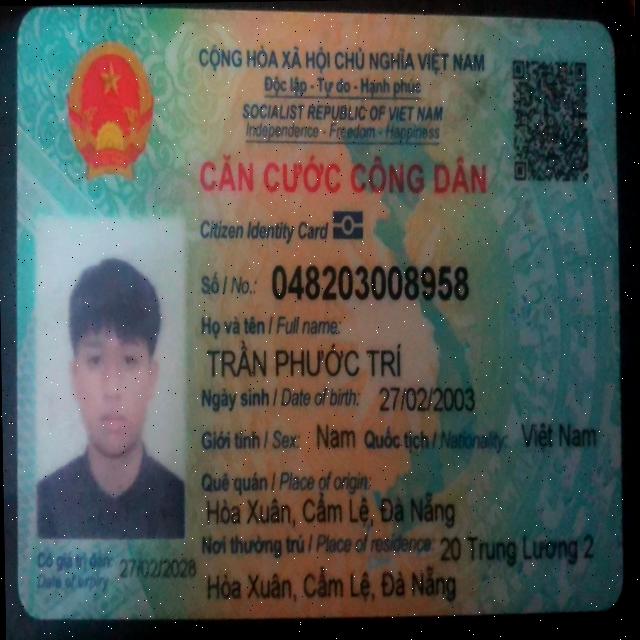 CỘNG HÒA XÃ HỘI CHỦ NGHĨA VIỆT NAM
Độc lập - Tự do - Hạnh phúc
SOCIALIST REPUBLIC OF VIET NAM
Independence - Freedom - Happiness
CĂN CƯỚC CÔNG DÂN
Citizen Identity Card
Số / No.: 048203008958
Họ và tên / Full name:
TRẦN PHƯỚC TRÍ
Ngày sinh / Date of birth: 27/02/2003
Giới tính / Sex: Nam Quốc tịch / Nationality: Việt Nam
Quê quán / Place of origin:
Hòa Xuân, Cẩm Lệ, Đà Nẵng
Nơi thường trú / Place of residence: 20 Trung Lương 2
Hòa Xuân, Cẩm Lệ, Đà Nẵng
Có giá trị đến: 27/02/2028
Date of expiry